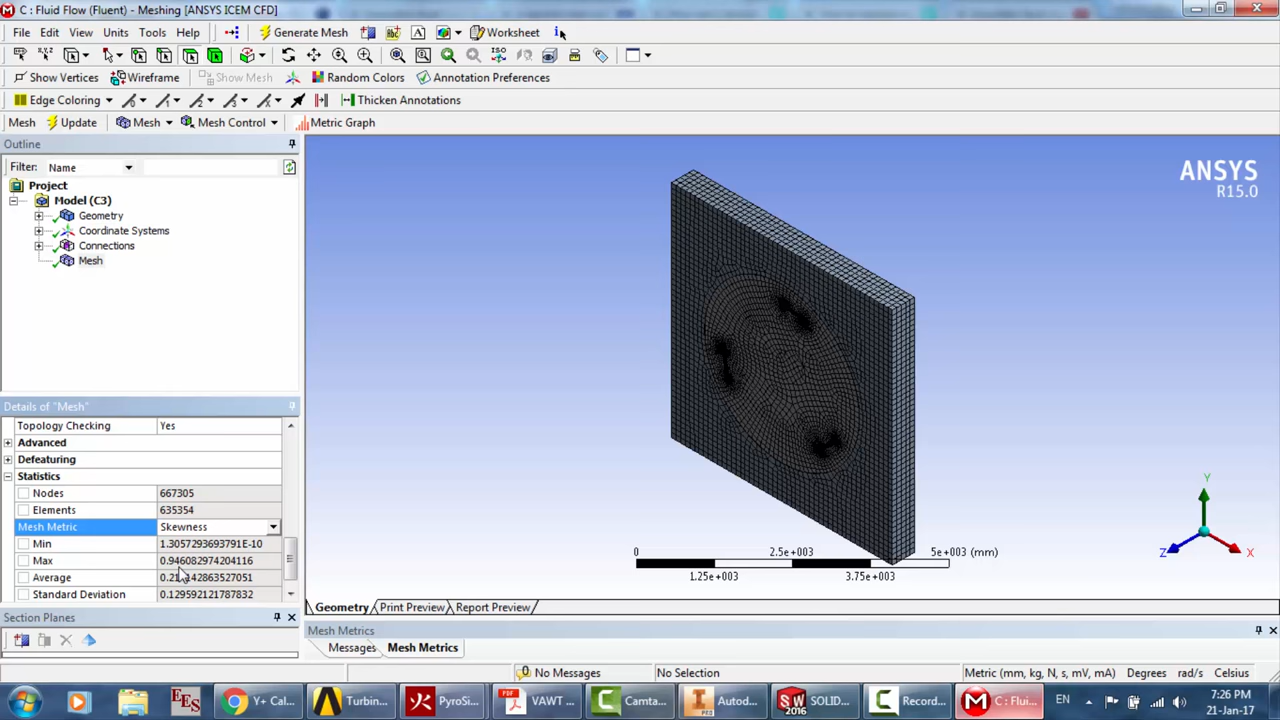 C : Fluid Flow (Fluent) - Meshing [ANSYS ICEM CFD]
File Edit View Units Tools Help Generate Mesh A Worksheet i
Show Vertices Wireframe Show Mesh Random Colors Annotation Preferences
Edge Coloring Thicken Annotations
Mesh Update Mesh Mesh Control Metric Graph
Outline
Filter: Name
Project
Model (C3)
Geometry
Coordinate Systems
Connections
Mesh
ANSYS
R15.0
Details of "Mesh"
Topology Checking Yes
Advanced
Defeaturing
Statistics
Nodes 667305
Elements 635354
Mesh Metric Skewness
Min 1.3057293693791E-10
Max 0.946082974204116
Average
Standard Deviation 0.129592121787832
Y
Z X
0 2.5e+003 5e+003 (mm)
1.25e+003 3.75e+003
Geometry Print Preview Report Preview
Section Planes
Mesh Metrics
Messages Mesh Metrics
No Messages No Selection Metric (mm, kg, N, s, mV, mA) Degrees rad/s Celsius
EES Y+ Cal... Turbin... PyroSi... VAWT ... Camta... Autod... SOLID... Record... C : Flui...
EN 7:26 PM
21-Jan-17